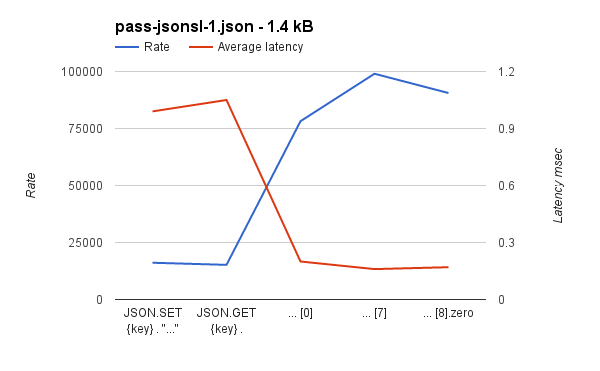 pass-jsonsl-1.json - 1.4 kB
Rate
Average latency
100000
75000
50000
25000
0
1.2
0.9
0.6
0.3
0
Rate
Latency msec
JSON.SET
{key} . "..."
JSON.GET
{key} .
... [0]
... [7]
... [8].zero